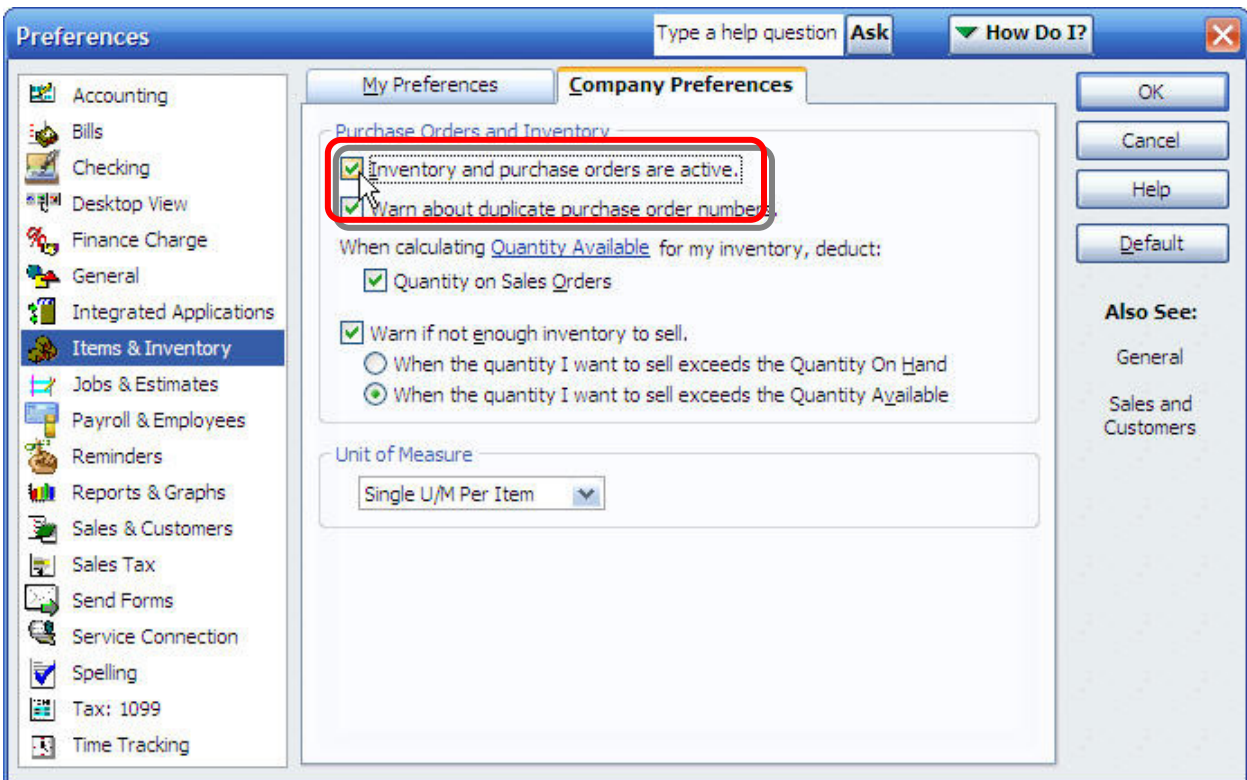 Preferences
Type a help question Ask
How Do I?
Accounting
Bills
Checking
Desktop View
Finance Charge
General
Integrated Applications
Items & Inventory
Jobs & Estimates
Payroll & Employees
Reminders
Reports & Graphs
Sales & Customers
Sales Tax
Send Forms
Service Connection
Spelling
Tax: 1099
Time Tracking
My Preferences
Company Preferences
Purchase Orders and Inventory
Inventory and purchase orders are active.
Warn about duplicate purchase order numbers.
When calculating Quantity Available for my inventory, deduct:
Quantity on Sales Orders
Warn if not enough inventory to sell.
When the quantity I want to sell exceeds the Quantity On Hand
When the quantity I want to sell exceeds the Quantity Available
Unit of Measure
Single U/M Per Item
OK
Cancel
Help
Default
Also See:
General
Sales and
Customers